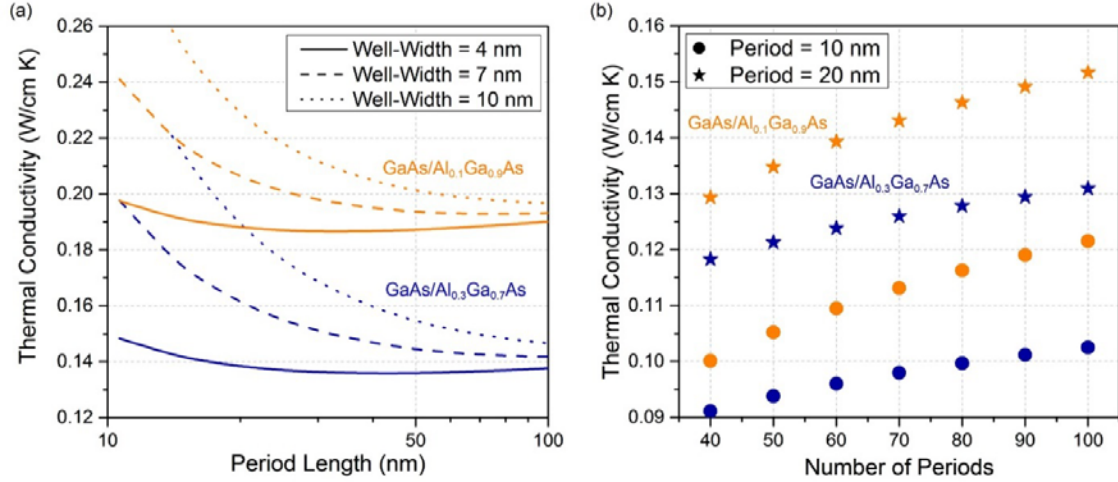 (a)
Thermal Conductivity (W/cm K)
0.26
0.24
0.22
0.20
0.18
0.16
0.14
0.12
Well-Width = 4 nm
Well-Width = 7 nm
Well-Width = 10 nm
GaAs/Al0.1Ga0.9As
GaAs/Al0.3Ga0.7As
10
50
100
Period Length (nm)
(b)
Thermal Conductivity (W/cm K)
0.16
0.15
0.14
0.13
0.12
0.11
0.10
0.09
Period = 10 nm
Period = 20 nm
GaAs/Al0.1Ga0.9As
GaAs/Al0.3Ga0.7As
40 50 60 70 80 90 100
Number of Periods